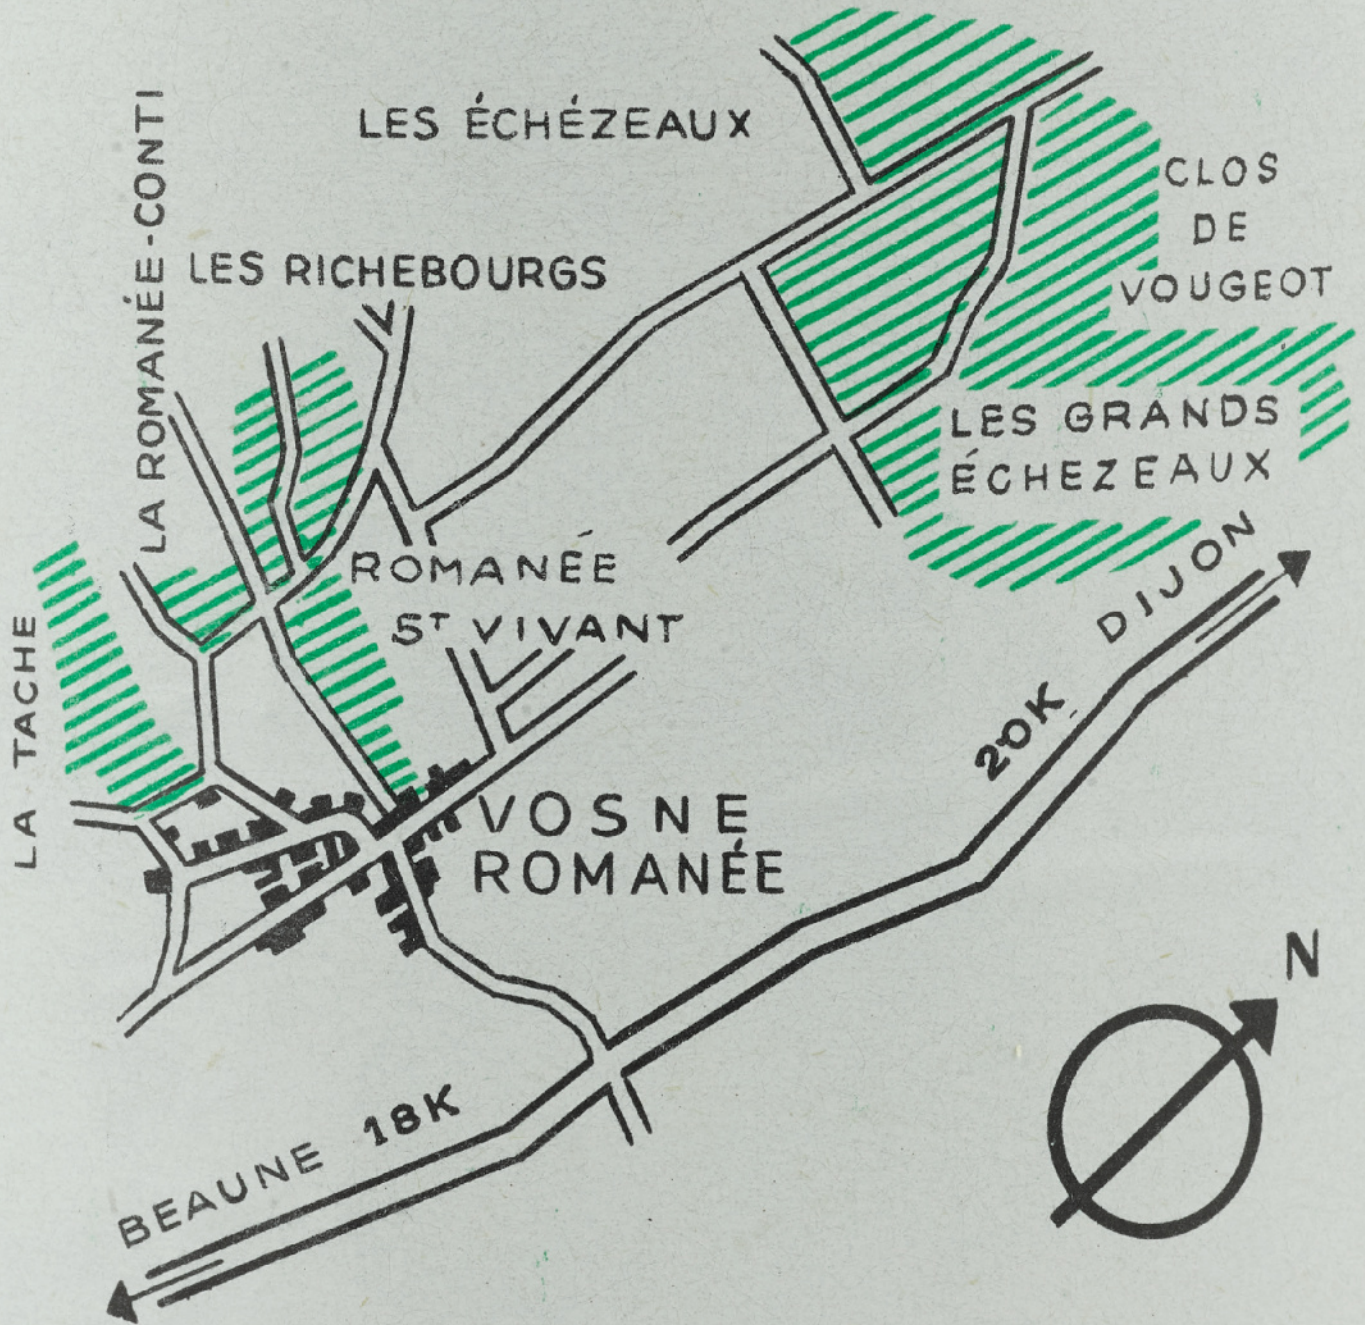 LES ÉCHÉZEAUX
LA ROMANÉE-CONTI
CLOS
DE
VOUGEOT
LES RICHEBOURGS
LES GRANDS
ÉCHEZEAUX
ROMANÉE
ST VIVANT
LA TACHE
DIJON
20K
VOSNE
ROMANÉE
N
BEAUNE 18K